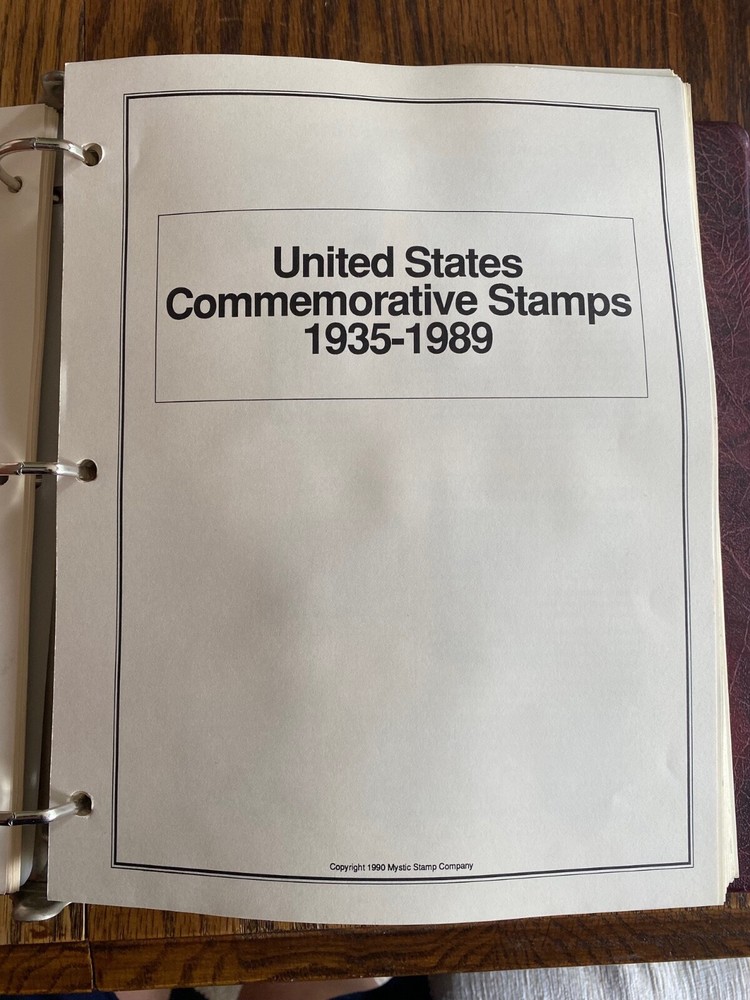 United States
Commemorative Stamps
1935-1989
Copyright 1990 Mystic Stamp Company